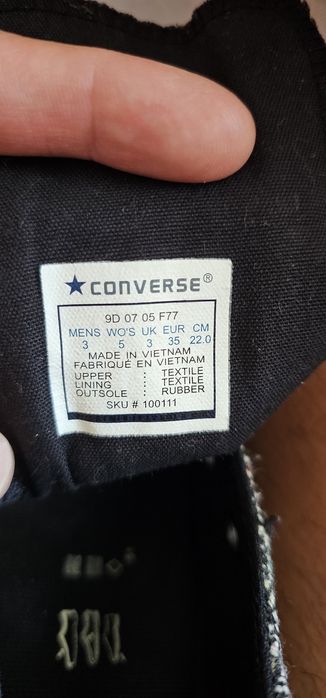 ★CONVERSE®
9D 07 05 F77
MENS WO'S UK EUR CM
3 5 3 35 22.0
MADE IN VIETNAM
FABRIQUÉ EN VIETNAM
UPPER : TEXTILE
LINING : TEXTILE
OUTSOLE : RUBBER
SKU # 100111